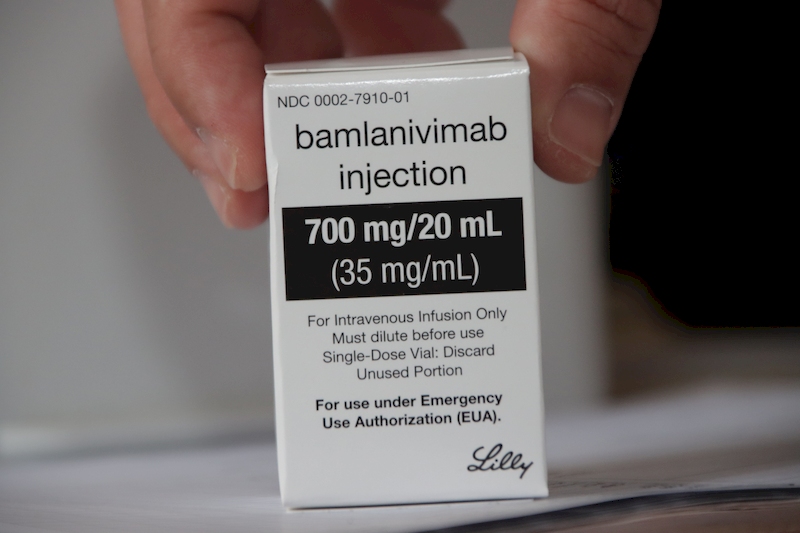 NDC 0002-7910-01
bamlanivimab
injection
700 mg/20 mL
(35 mg/mL)
For Intravenous Infusion Only
Must dilute before use
Single-Dose Vial: Discard
Unused Portion
For use under Emergency
Use Authorization (EUA).
Lilly